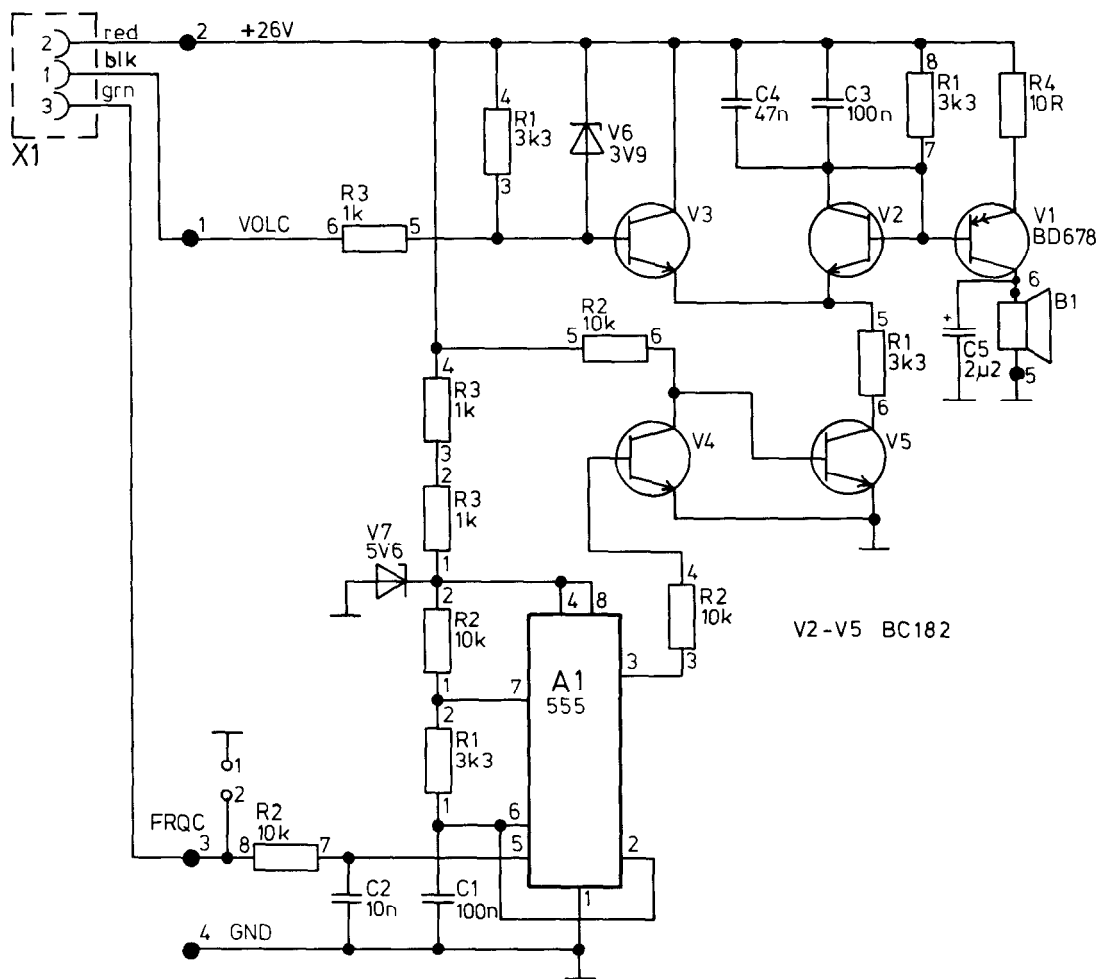 2 red 2 +26V
1 blk
3 grn
X1
4
R1
3k3
3
V6
3V9
C4
47n
C3
100n
8
R1
3k3
7
R4
10R
R3
1k
1 VOLC 6 5
V3
V2
V1
BD678
6
B1
5
+
C5
2µ2
R2
10k
5 6
5
R1
3k3
6
4
R3
1k
3
V4
V5
2
R3
1k
1
V7
5V6
4 8
2
R2
10k
1
4
R2
10k
3
V2-V5 BC182
3
7
A1
555
2
R1
3k3
1
1
2
6
5
2
FRQC
3
R2
10k
8 7
C2
10n
C1
100n
1
4 GND